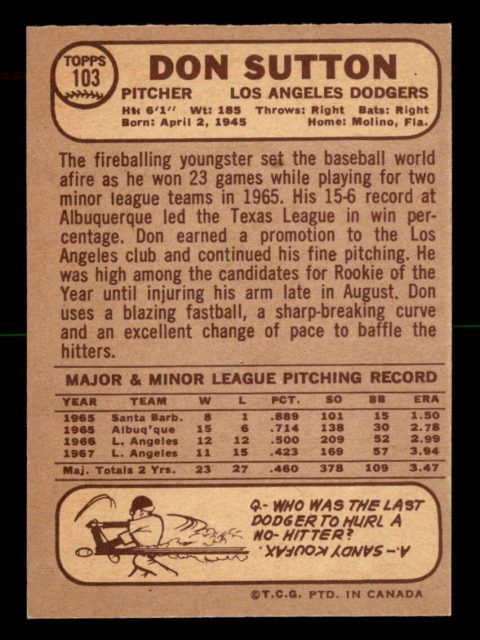 TOPPS
103
DON SUTTON
PITCHER LOS ANGELES DODGERS
Ht: 6'1" Wt: 185 Throws: Right Bats: Right
Born: April 2, 1945 Home: Molino, Fla.
The fireballing youngster set the baseball world
afire as he won 23 games while playing for two
minor league teams in 1965. His 15-6 record at
Albuquerque led the Texas League in win per-
centage. Don earned a promotion to the Los
Angeles club and continued his fine pitching. He
was high among the candidates for Rookie of the
Year until injuring his arm late in August. Don
uses a blazing fastball, a sharp-breaking curve
and an excellent change of pace to baffle the
hitters.
MAJOR & MINOR LEAGUE PITCHING RECORD
YEAR TEAM W L PCT. SO BB ERA
1965 Santa Barb. 8 1 .889 101 15 1.50
1965 Albuq'que 15 6 .714 138 30 2.78
1966 L. Angeles 12 12 .500 209 52 2.99
1967 L. Angeles 11 15 .423 169 57 3.94
Maj. Totals 2 Yrs. 23 27 .460 378 109 3.47
Q- WHO WAS THE LAST
DODGER TO HURL A
NO-HITTER?
A- SANDY KOUFAX.
©T.C.G. PTD. IN CANADA